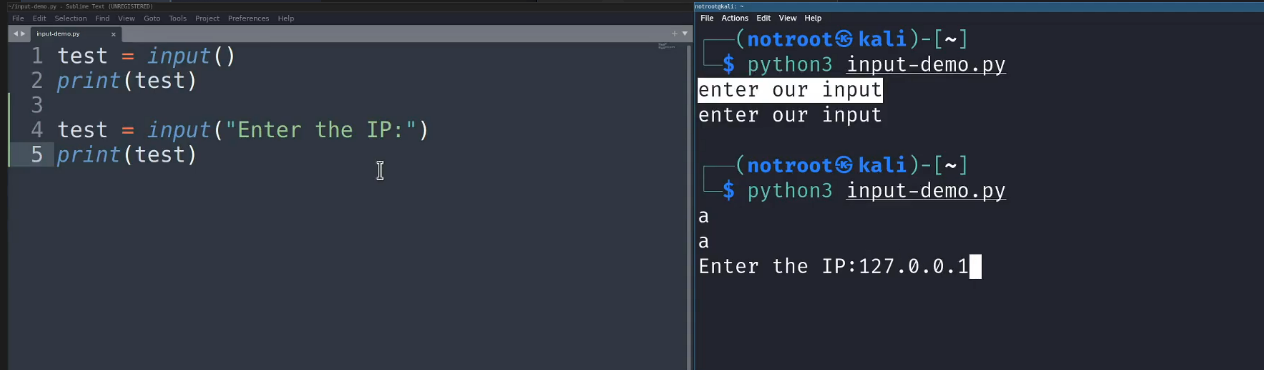 ~/input-demo.py - Sublime Text (UNREGISTERED)
File Edit Selection Find View Goto Tools Project Preferences Help
input-demo.py
1 test = input()
2 print(test)
3
4 test = input("Enter the IP:")
5 print(test)
notroot@kali: ~
File Actions Edit View Help
(notroot㉿kali)-[~]
$ python3 input-demo.py
enter our input
enter our input
(notroot㉿kali)-[~]
$ python3 input-demo.py
a
a
Enter the IP:127.0.0.1